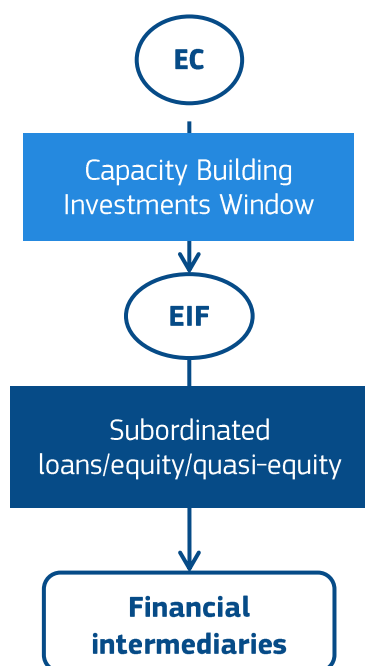 EC
Capacity Building
Investments Window
EIF
Subordinated
loans/equity/quasi-equity
Financial
intermediaries